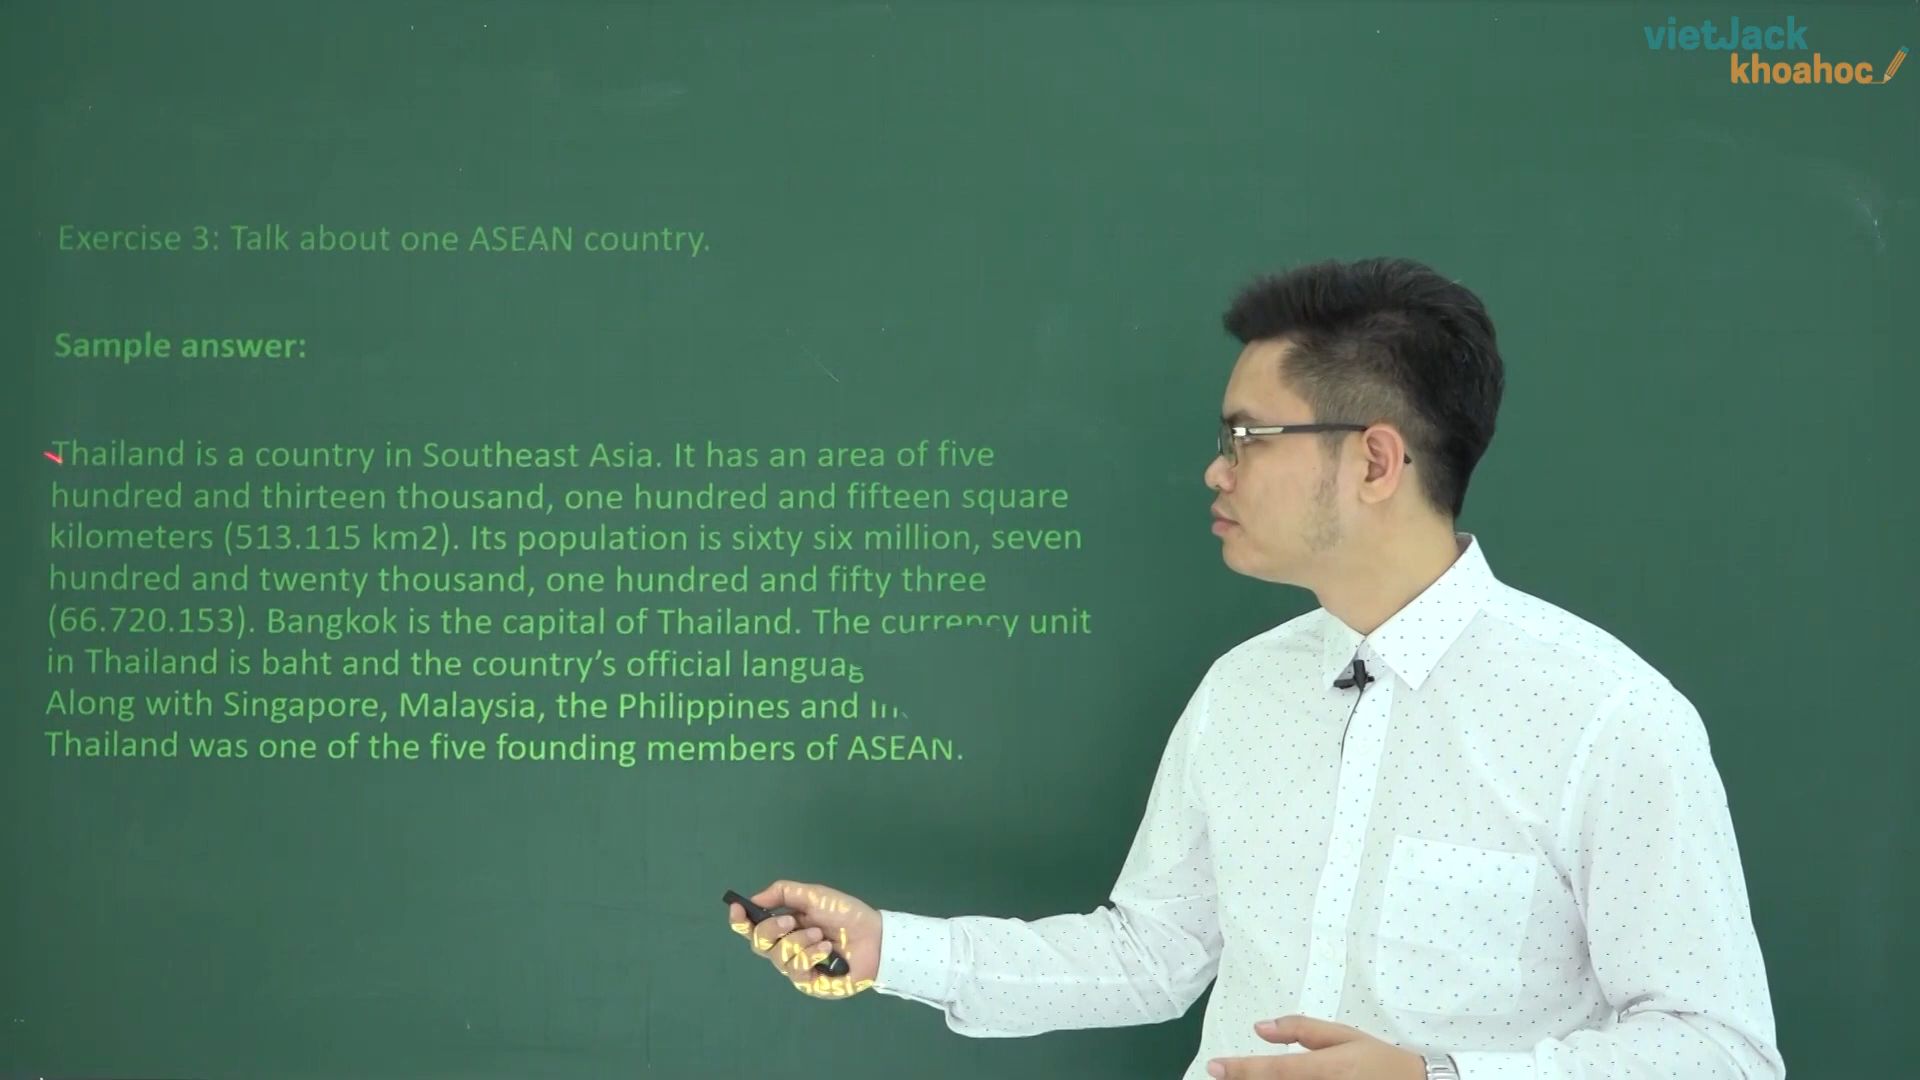 vietJack
khoahoc
Exercise 3: Talk about one ASEAN country.
Sample answer:
Thailand is a country in Southeast Asia. It has an area of five
hundred and thirteen thousand, one hundred and fifteen square
kilometers (513.115 km2). Its population is sixty six million, seven
hundred and twenty thousand, one hundred and fifty three
(66.720.153). Bangkok is the capital of Thailand. The currency unit
in Thailand is baht and the country's official
Along with Singapore, Malaysia, the Philippines and
Thailand was one of the five founding members of ASEAN.